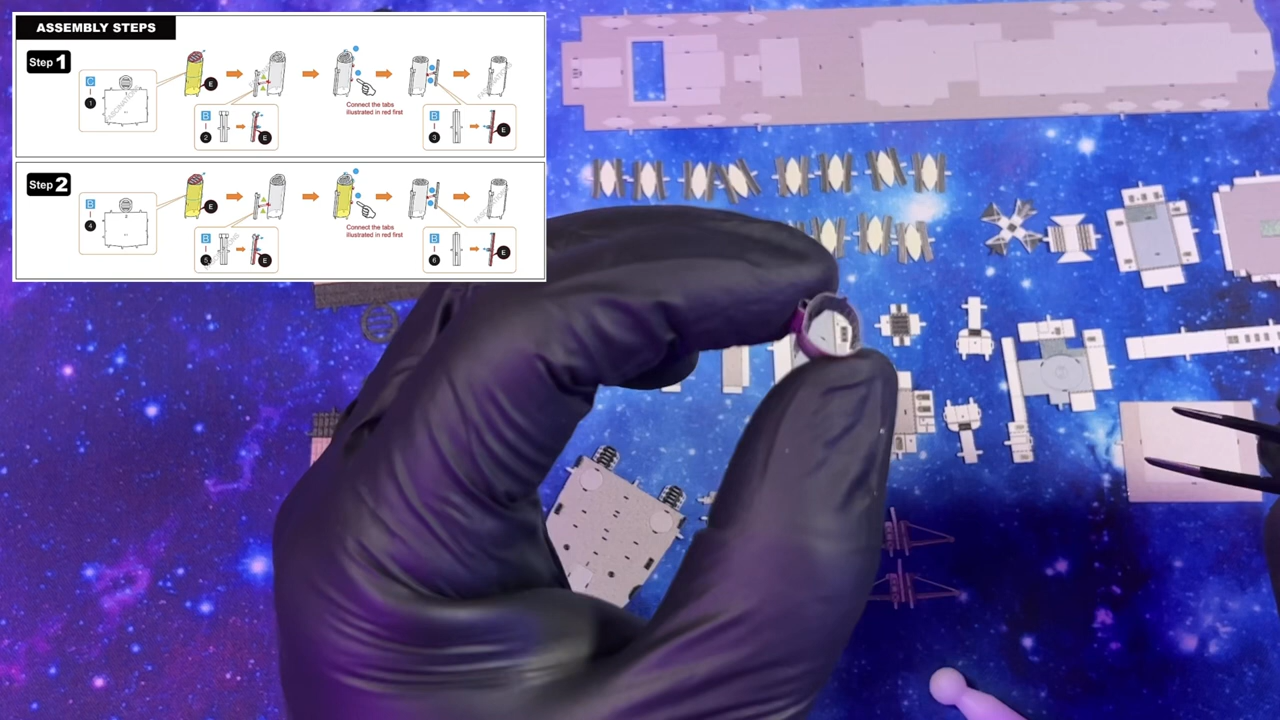 ASSEMBLY STEPS
Step 1
C
1
E
B
2
E
Connect the tabs
illustrated in red first
B
3
E
Step 2
B
4
E
B
5
E
Connect the tabs
illustrated in red first
B
6
E